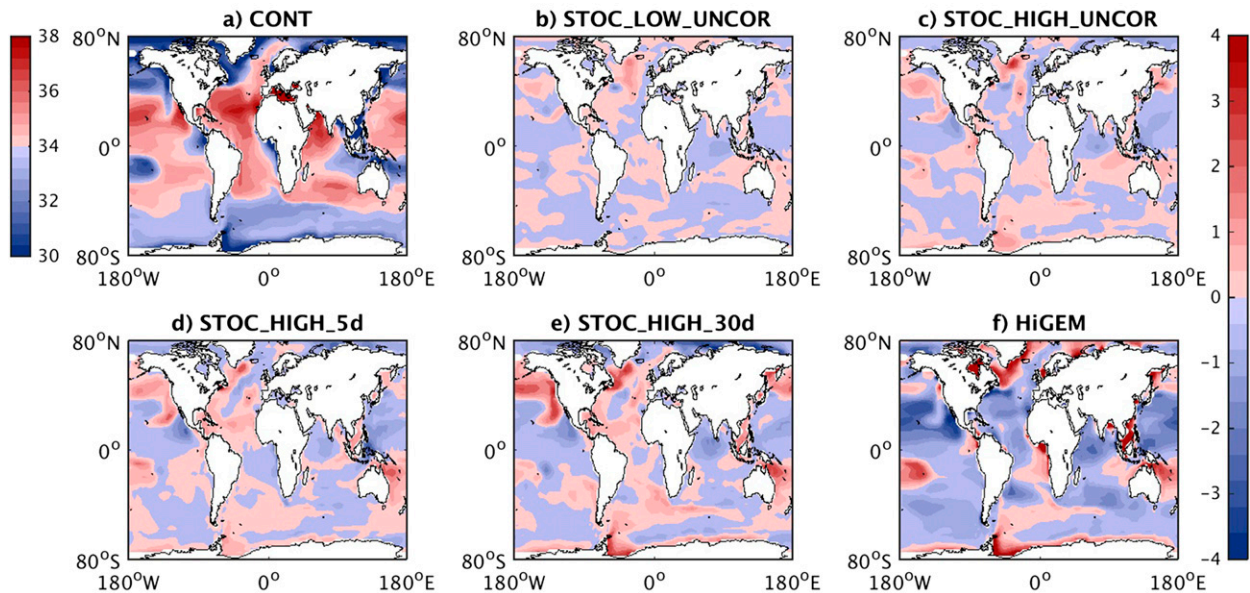 a) CONT
b) STOC_LOW_UNCOR
c) STOC_HIGH_UNCOR
38
36
34
32
30
80°N
0°
80°S
180°W
0°
180°E
80°N
0°
80°S
180°W
0°
180°E
80°N
0°
80°S
180°W
0°
180°E
4
3
2
1
0
-1
-2
-3
-4
d) STOC_HIGH_5d
e) STOC_HIGH_30d
f) HiGEM
80°N
0°
80°S
180°W
0°
180°E
80°N
0°
80°S
180°W
0°
180°E
80°N
0°
80°S
180°W
0°
180°E